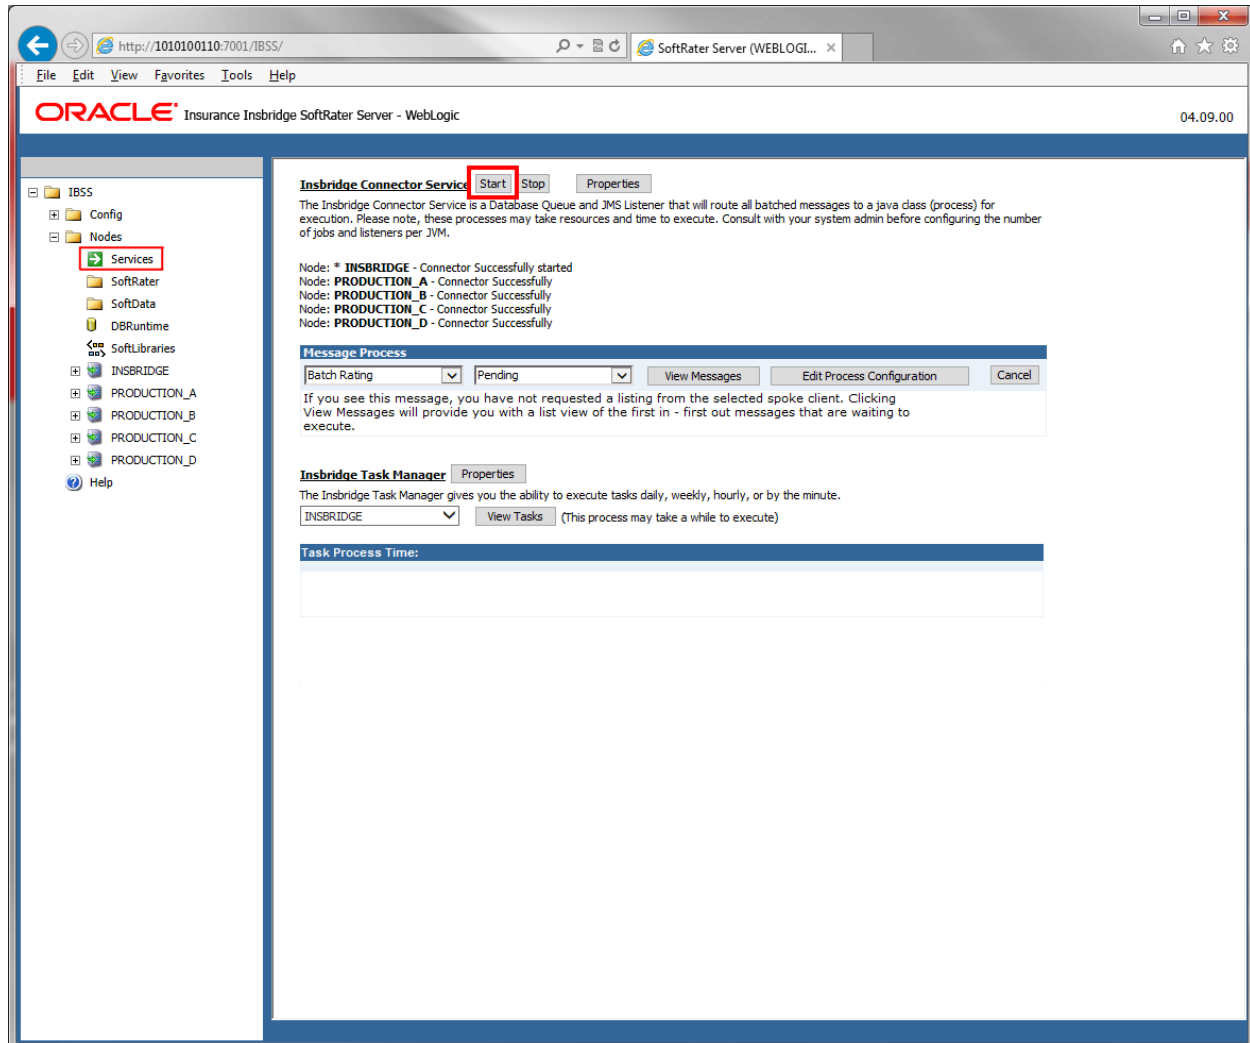 http://1010100110:7001/IBSS/
SoftRater Server (WEBLOGI...
File Edit View Favorites Tools Help
ORACLE Insurance Insbridge SoftRater Server - WebLogic
04.09.00
IBSS
Config
Nodes
Services
SoftRater
SoftData
DBRuntime
SoftLibraries
INSBRIDGE
PRODUCTION_A
PRODUCTION_B
PRODUCTION_C
PRODUCTION_D
Help
Insbridge Connector Service Start Stop Properties
The Insbridge Connector Service is a Database Queue and JMS Listener that will route all batched messages to a java class (process) for
execution. Please note, these processes may take resources and time to execute. Consult with your system admin before configuring the number
of jobs and listeners per JVM.
Node: * INSBRIDGE - Connector Successfully started
Node: PRODUCTION_A - Connector Successfully
Node: PRODUCTION_B - Connector Successfully
Node: PRODUCTION_C - Connector Successfully
Node: PRODUCTION_D - Connector Successfully
Message Process
Batch Rating Pending View Messages Edit Process Configuration Cancel
If you see this message, you have not requested a listing from the selected spoke client. Clicking
View Messages will provide you with a list view of the first in - first out messages that are waiting to
execute.
Insbridge Task Manager Properties
The Insbridge Task Manager gives you the ability to execute tasks daily, weekly, hourly, or by the minute.
INSBRIDGE View Tasks (This process may take a while to execute)
Task Process Time: